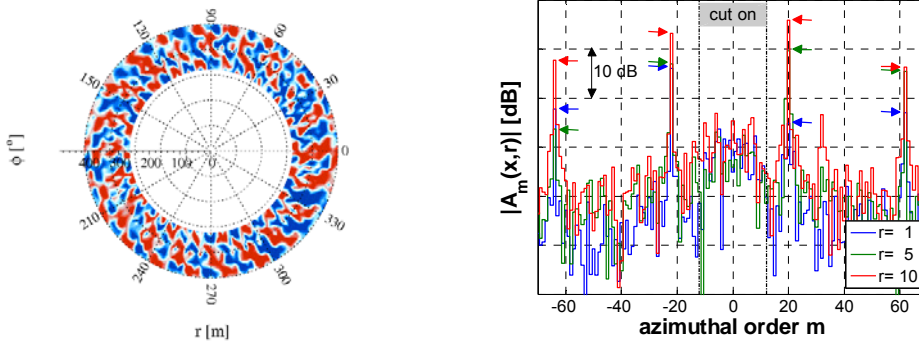 90
120
60
150
30
φ [°]
400
300
200
100
0
0
210
330
240
300
270
r [m]
cut on
10 dB
|A_m(x,r)| [dB]
r= 1
r= 5
r= 10
-60 -40 -20 0 20 40 60
azimuthal order m